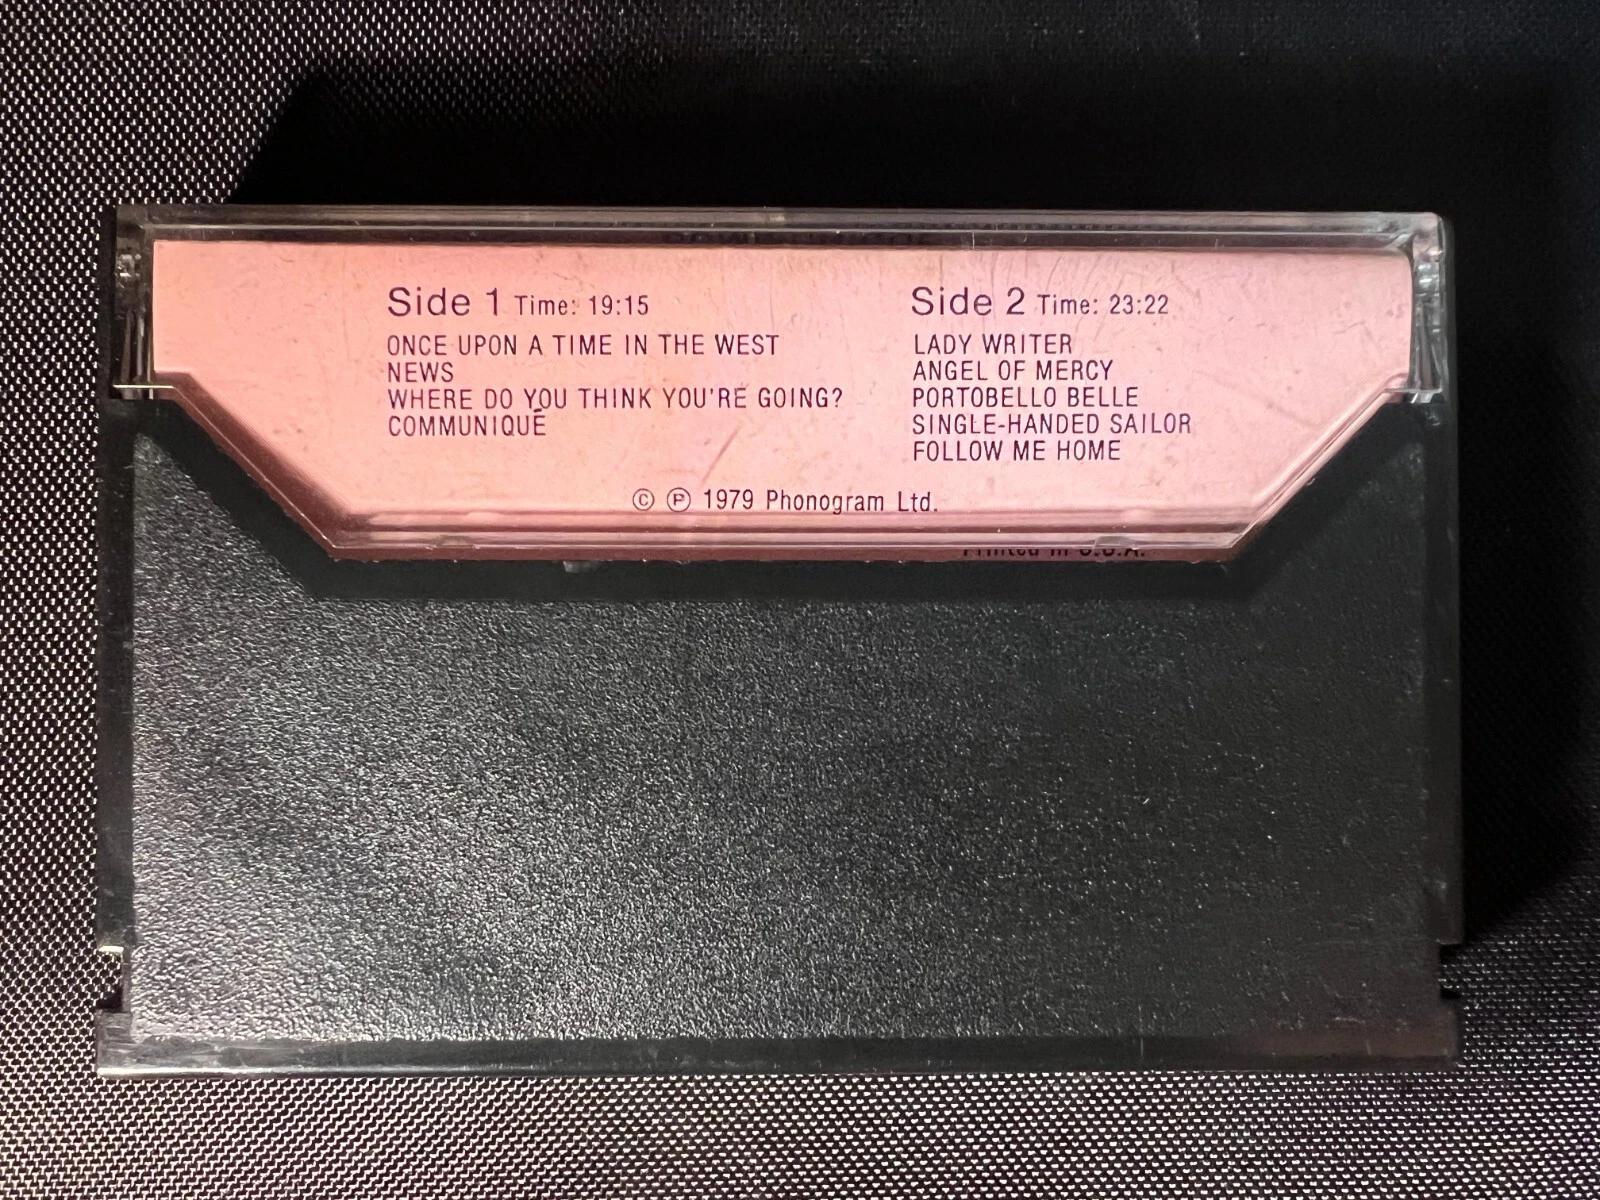 Side 1 Time: 19:15
ONCE UPON A TIME IN THE WEST
NEWS
WHERE DO YOU THINK YOU'RE GOING?
COMMUNIQUÉ
Side 2 Time: 23:22
LADY WRITER
ANGEL OF MERCY
PORTOBELLO BELLE
SINGLE-HANDED SAILOR
FOLLOW ME HOME
© ℗ 1979 Phonogram Ltd.
Printed in U.S.A.